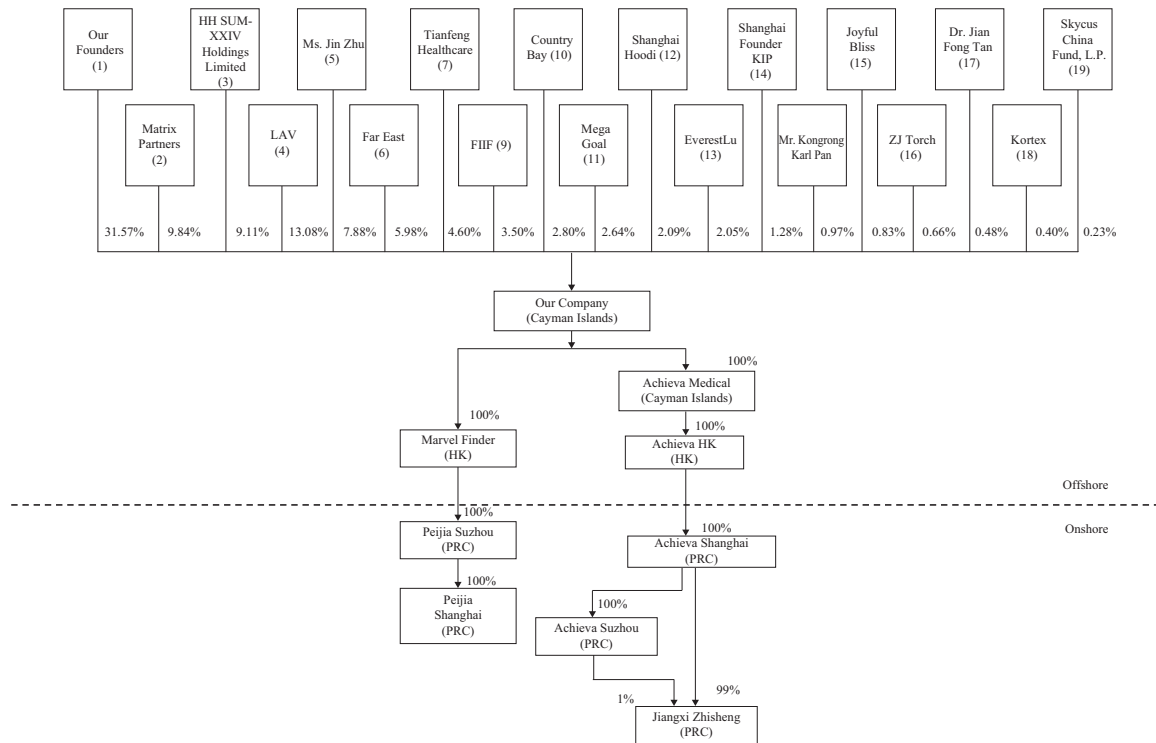 Our
Founders
(1)
HH SUM-
XXIV
Holdings
Limited
(3)
Ms. Jin Zhu
(5)
Tianfeng
Healthcare
(7)
Country
Bay (10)
Shanghai
Hoodi (12)
Shanghai
Founder
KIP
(14)
Joyful
Bliss
(15)
Dr. Jian
Fong Tan
(17)
Skycus
China
Fund, L.P.
(19)
Matrix
Partners
(2)
LAV
(4)
Far East
(6)
FIIF (9)
Mega
Goal
(11)
EverestLu
(13)
Mr. Kongrong
Karl Pan
ZJ Torch
(16)
Kortex
(18)
31.57%
9.84%
9.11%
13.08%
7.88%
5.98%
4.60%
3.50%
2.80%
2.64%
2.09%
2.05%
1.28%
0.97%
0.83%
0.66%
0.48%
0.40%
0.23%
Our Company
(Cayman Islands)
100%
Achieva Medical
(Cayman Islands)
100%
100%
Marvel Finder
(HK)
Achieva HK
(HK)
Offshore
Onshore
100%
100%
Peijia Suzhou
(PRC)
Achieva Shanghai
(PRC)
100%
Peijia
Shanghai
(PRC)
100%
Achieva Suzhou
(PRC)
1%
99%
Jiangxi Zhisheng
(PRC)